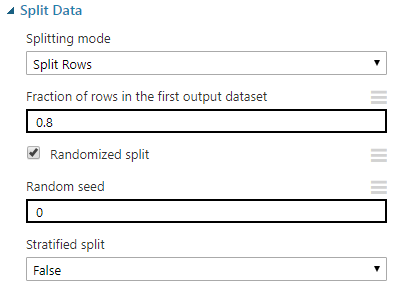 Split Data
Splitting mode
Split Rows
Fraction of rows in the first output dataset
0.8
Randomized split
Random seed
0
Stratified split
False